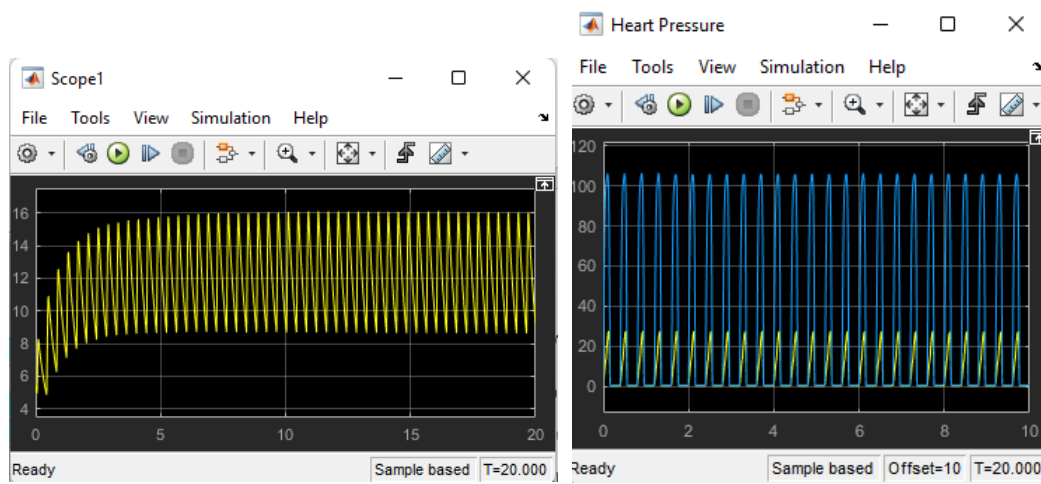 Scope1
File Tools View Simulation Help
16
14
12
10
8
6
4
0 5 10 15 20
Ready Sample based T=20.000
Heart Pressure
File Tools View Simulation Help
120
100
80
60
40
20
0
0 2 4 6 8 10
Ready Sample based Offset=10 T=20.000